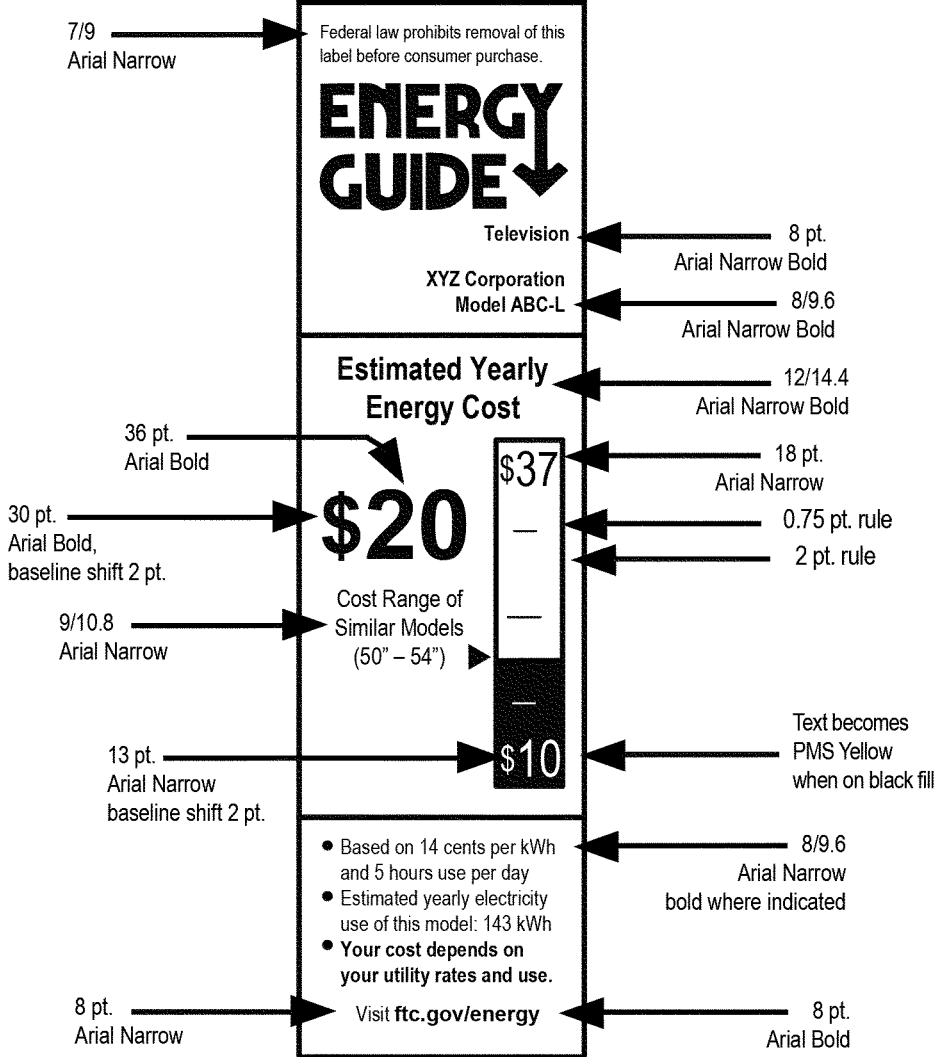 7/9
Arial Narrow
Federal law prohibits removal of this
label before consumer purchase.
ENERGY
GUIDE
Television
8 pt.
Arial Narrow Bold
XYZ Corporation
Model ABC-L
8/9.6
Arial Narrow Bold
Estimated Yearly
Energy Cost
12/14.4
Arial Narrow Bold
36 pt.
Arial Bold
$37
18 pt.
Arial Narrow
30 pt.
Arial Bold,
baseline shift 2 pt.
$20
0.75 pt. rule
2 pt. rule
9/10.8
Arial Narrow
Cost Range of
Similar Models
(50” – 54”)
13 pt.
Arial Narrow
baseline shift 2 pt.
$10
Text becomes
PMS Yellow
when on black fill
● Based on 14 cents per kWh
and 5 hours use per day
● Estimated yearly electricity
use of this model: 143 kWh
● Your cost depends on
your utility rates and use.
8/9.6
Arial Narrow
bold where indicated
8 pt.
Arial Narrow
Visit ftc.gov/energy
8 pt.
Arial Bold